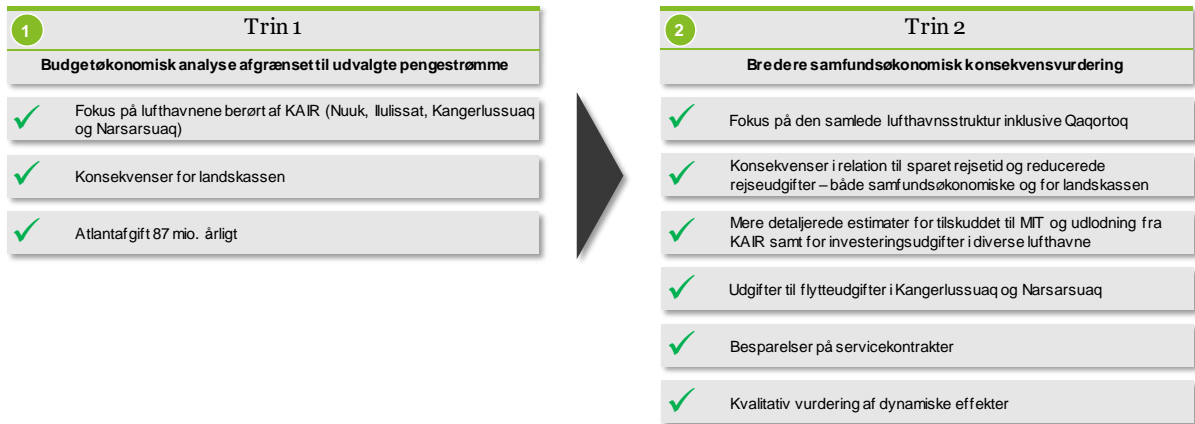 1
Trin 1
Budgetøkonomisk analyse afgrænset til udvalgte pengestrømme
Fokus på lufthavnene berørt af KAIR (Nuuk, Ilulissat, Kangerlussuaq
og Narsarsuaq)
Konsekvenser for landskassen
Atlantafgift 87 mio. årligt
2
Trin 2
Bredere samfundsøkonomisk konsekvensvurdering
Fokus på den samlede lufthavnsstruktur inklusive Qaqortoq
Konsekvenser i relation til sparet rejsetid og reducerede
rejseudgifter – både samfundsøkonomiske og for landskassen
Mere detaljerede estimater for tilskuddet til MIT og udlodning fra
KAIR samt for investeringsudgifter i diverse lufthavne
Udgifter til flytteudgifter i Kangerlussuaq og Narsarsuaq
Besparelser på servicekontrakter
Kvalitativ vurdering af dynamiske effekter